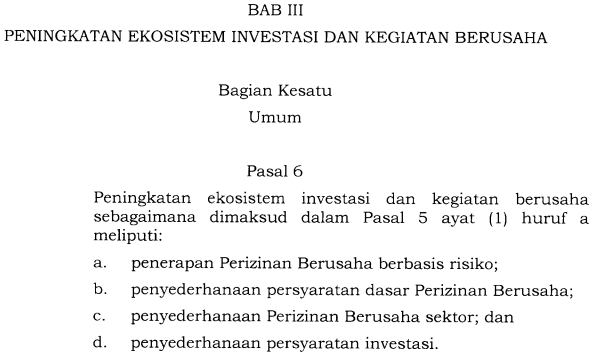 BAB III
PENINGKATAN EKOSISTEM INVESTASI DAN KEGIATAN BERUSAHA
Bagian Kesatu
Umum
Pasal 6
Peningkatan ekosistem investasi dan kegiatan berusaha
sebagaimana dimaksud dalam Pasal 5 ayat (1) huruf a
meliputi:
a. penerapan Perizinan Berusaha berbasis risiko;
b. penyederhanaan persyaratan dasar Perizinan Berusaha;
c. penyederhanaan Perizinan Berusaha sektor; dan
d. penyederhanaan persyaratan investasi.